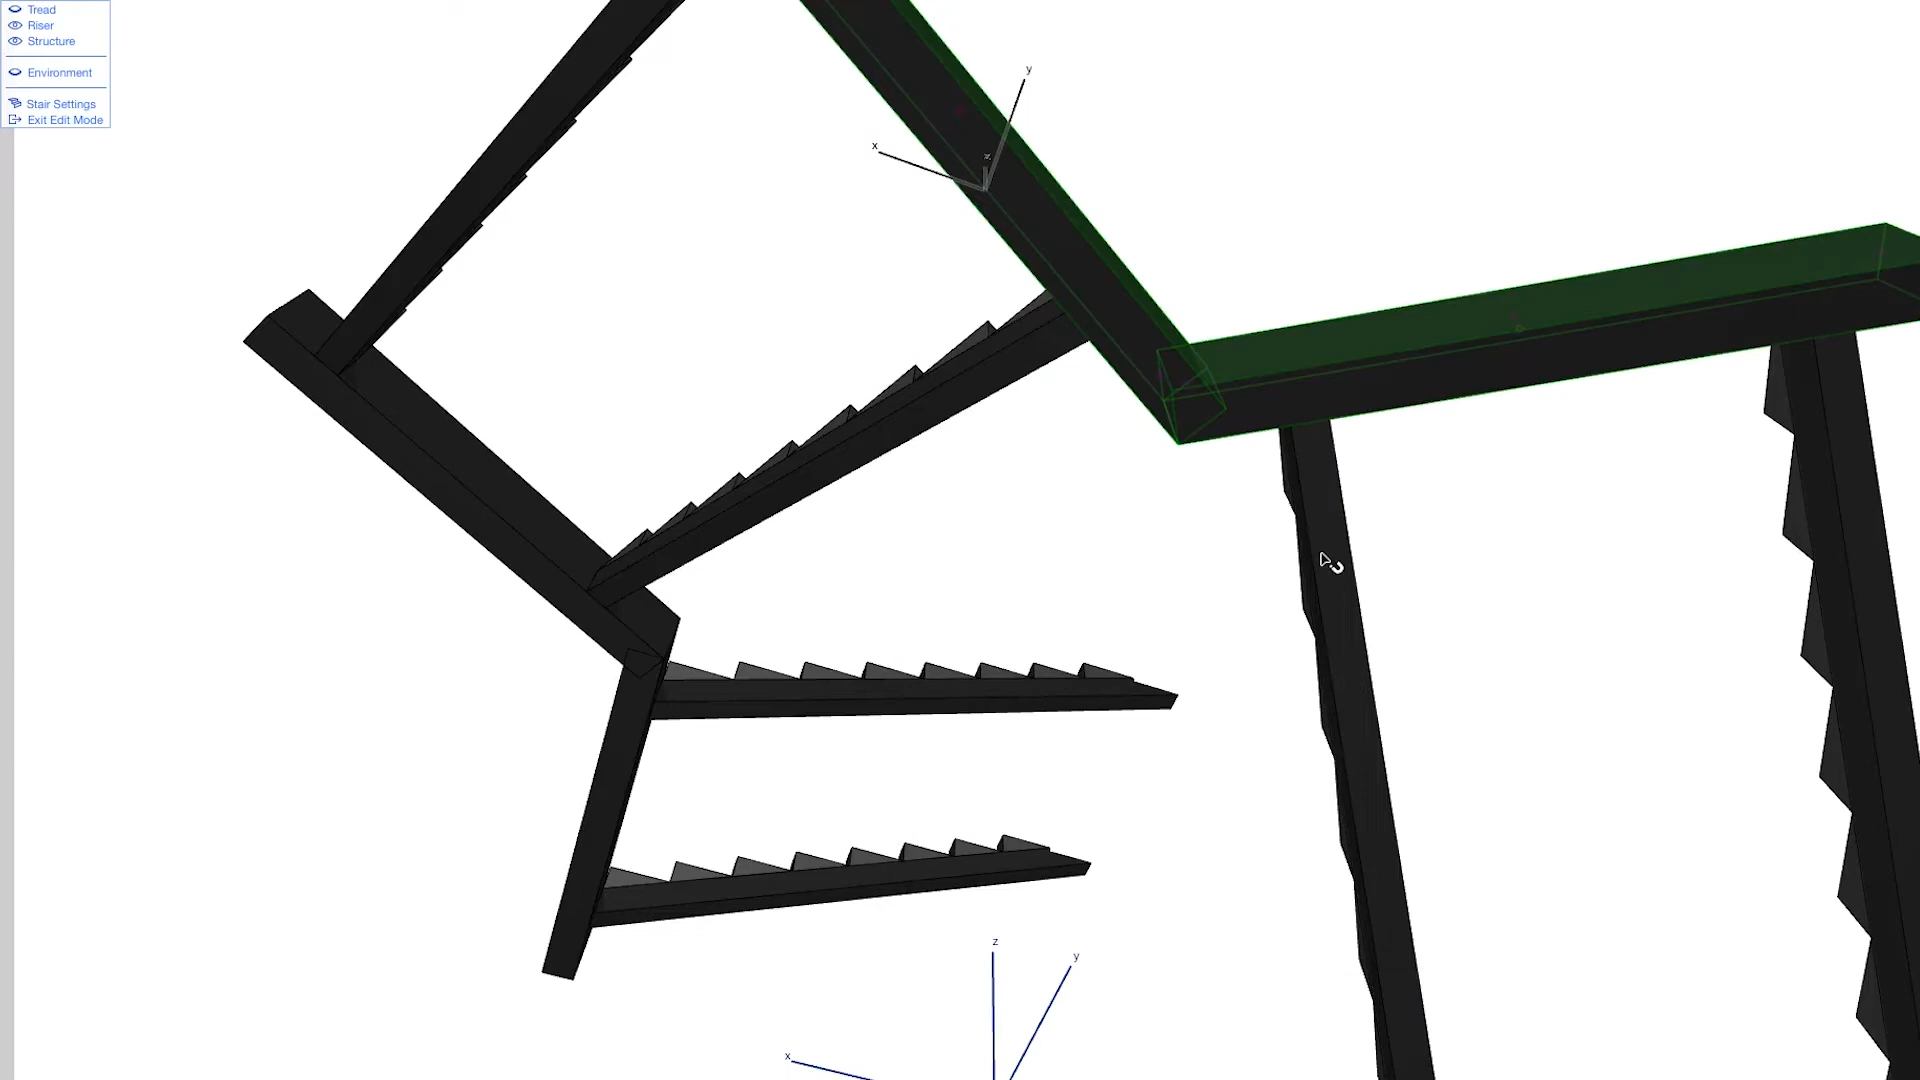 Tread
Riser
Structure
Environment
Stair Settings
Exit Edit Mode
y
x
z
z
y
x